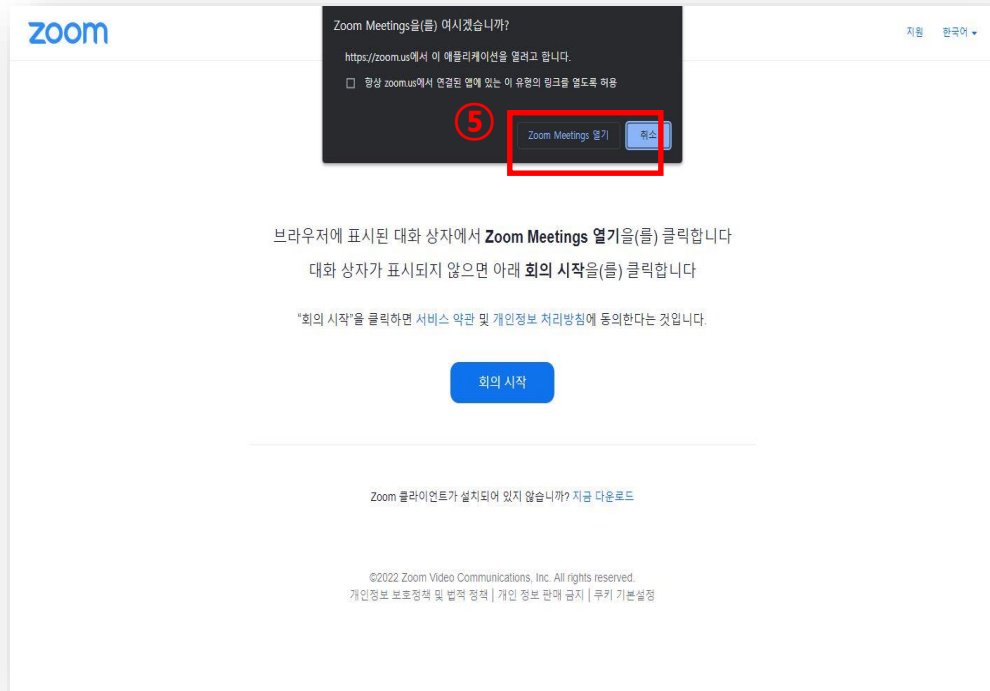 zoom
지원 한국어
Zoom Meetings을(를) 여시겠습니까?
https://zoom.us에서 이 애플리케이션을 열려고 합니다.
항상 zoom.us에서 연결된 앱에 있는 이 유형의 링크를 열도록 허용
⑤
Zoom Meetings 열기 취소
브라우저에 표시된 대화 상자에서 Zoom Meetings 열기을(를) 클릭합니다
대화 상자가 표시되지 않으면 아래 회의 시작을(를) 클릭합니다
"회의 시작"을 클릭하면 서비스 약관 및 개인정보 처리방침에 동의한다는 것입니다.
회의 시작
Zoom 클라이언트가 설치되어 있지 않습니까? 지금 다운로드
©2022 Zoom Video Communications, Inc. All rights reserved.
개인정보 보호정책 및 법적 정책 | 개인 정보 판매 금지 | 쿠키 기본설정